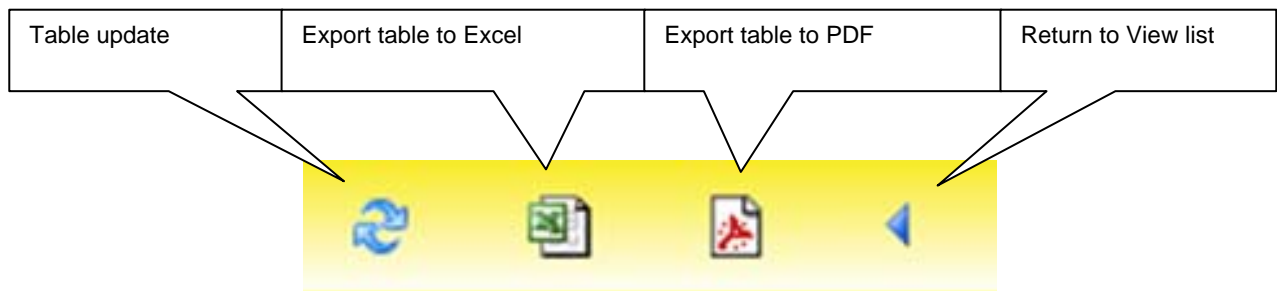 Table update
Export table to Excel
Export table to PDF
Return to View list